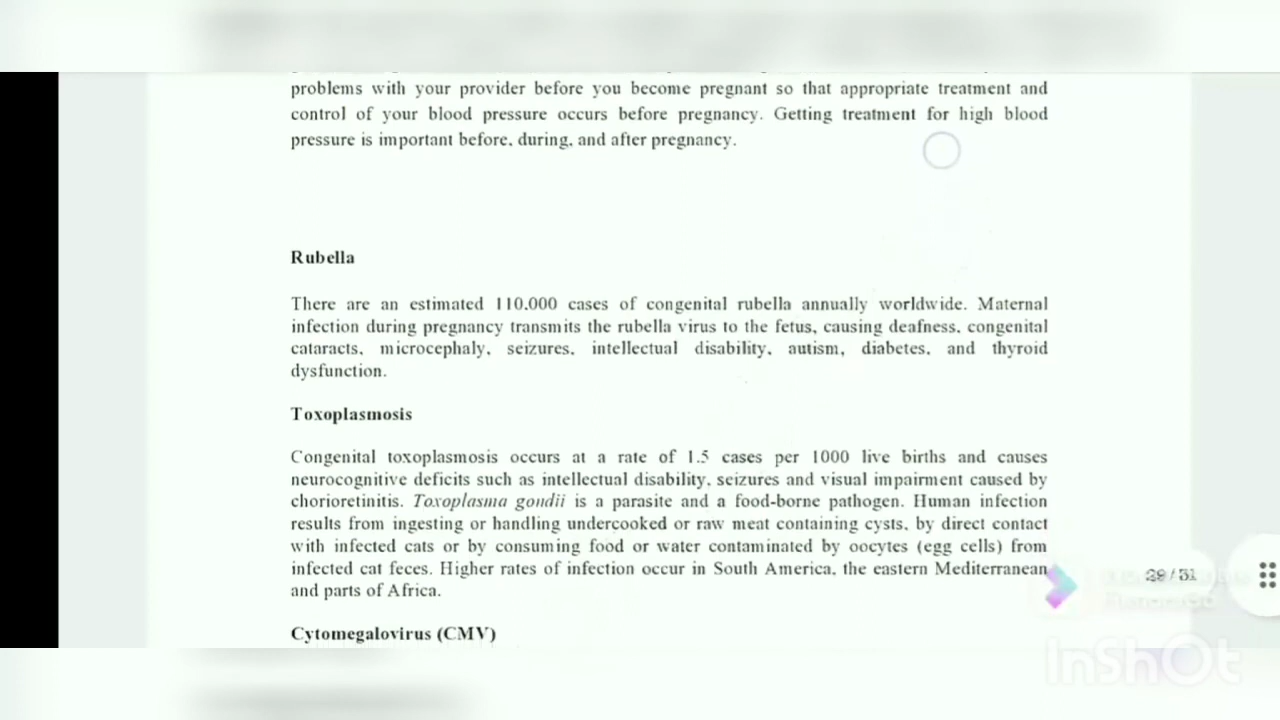 problems with your provider before you become pregnant so that appropriate treatment and
control of your blood pressure occurs before pregnancy. Getting treatment for high blood
pressure is important before, during, and after pregnancy.
Rubella
There are an estimated 110.000 cases of congenital rubella annually worldwide. Maternal
infection during pregnancy transmits the rubella virus to the fetus, causing deafness, congenital
cataracts, microcephaly, seizures, intellectual disability, autism, diabetes, and thyroid
dysfunction.
Toxoplasmosis
Congenital toxoplasmosis occurs at a rate of 1.5 cases per 1000 live births and causes
neurocognitive deficits such as intellectual disability, seizures and visual impairment caused by
chorioretinitis. Toxoplasma gondii is a parasite and a food-borne pathogen. Human infection
results from ingesting or handling undercooked or raw meat containing cysts, by direct contact
with infected cats or by consuming food or water contaminated by oocytes (egg cells) from
infected cat feces. Higher rates of infection occur in South America, the eastern Mediterranean
and parts of Africa.
29 / 31
Cytomegalovirus (CMV)
InShOt